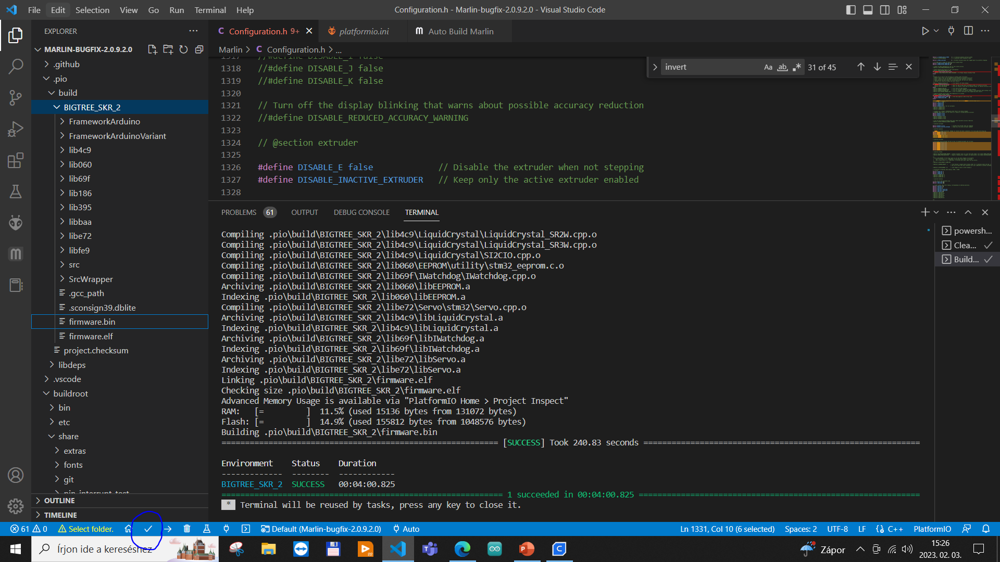 File Edit Selection View Go Run Terminal Help
Configuration.h - Marlin-bugfix-2.0.9.2.0 - Visual Studio Code
EXPLORER
MARLIN-BUGFIX-2.0.9.2.0
.github
.pio
build
BIGTREE_SKR_2
FrameworkArduino
FrameworkArduinoVariant
lib4c9
lib060
lib69f
lib186
lib395
libbaa
libe72
libfe9
src
SrcWrapper
.gcc_path
.sconsign39.dblite
firmware.bin
firmware.elf
project.checksum
libdeps
.vscode
buildroot
bin
etc
share
extras
fonts
git
pin_interrupt_test
OUTLINE
TIMELINE
C Configuration.h 9+
platformio.ini
m Auto Build Marlin
Marlin > C Configuration.h > ...
invert Aa ab 31 of 45
1317 //#define DISABLE_I false
1318 //#define DISABLE_J false
1319 //#define DISABLE_K false
1320
1321 // Turn off the display blinking that warns about possible accuracy reduction
1322 //#define DISABLE_REDUCED_ACCURACY_WARNING
1323
1324 // @section extruder
1325
1326 #define DISABLE_E false // Disable the extruder when not stepping
1327 #define DISABLE_INACTIVE_EXTRUDER // Keep only the active extruder enabled
1328
PROBLEMS 61 OUTPUT DEBUG CONSOLE TERMINAL
Compiling .pio\build\BIGTREE_SKR_2\lib4c9\LiquidCrystal\LiquidCrystal_SR2W.cpp.o
Compiling .pio\build\BIGTREE_SKR_2\lib4c9\LiquidCrystal\LiquidCrystal_SR3W.cpp.o
Compiling .pio\build\BIGTREE_SKR_2\lib4c9\LiquidCrystal\SI2CIO.cpp.o
Compiling .pio\build\BIGTREE_SKR_2\lib060\EEPROM\utility\stm32_eeprom.c.o
Compiling .pio\build\BIGTREE_SKR_2\lib69f\IWatchdog\IWatchdog.cpp.o
Archiving .pio\build\BIGTREE_SKR_2\lib060\libEEPROM.a
Indexing .pio\build\BIGTREE_SKR_2\lib060\libEEPROM.a
Compiling .pio\build\BIGTREE_SKR_2\libe72\Servo\stm32\Servo.cpp.o
Archiving .pio\build\BIGTREE_SKR_2\lib4c9\libLiquidCrystal.a
Indexing .pio\build\BIGTREE_SKR_2\lib4c9\libLiquidCrystal.a
Archiving .pio\build\BIGTREE_SKR_2\lib69f\libIWatchdog.a
Indexing .pio\build\BIGTREE_SKR_2\lib69f\libIWatchdog.a
Archiving .pio\build\BIGTREE_SKR_2\libe72\libServo.a
Indexing .pio\build\BIGTREE_SKR_2\libe72\libServo.a
Linking .pio\build\BIGTREE_SKR_2\firmware.elf
Checking size .pio\build\BIGTREE_SKR_2\firmware.elf
Advanced Memory Usage is available via "PlatformIO Home > Project Inspect"
RAM: [= ] 11.5% (used 15136 bytes from 131072 bytes)
Flash: [= ] 14.9% (used 155812 bytes from 1048576 bytes)
Building .pio\build\BIGTREE_SKR_2\firmware.bin
[SUCCESS] Took 240.83 seconds
Environment Status Duration
BIGTREE_SKR_2 SUCCESS 00:04:00.825
1 succeeded in 00:04:00.825
* Terminal will be reused by tasks, press any key to close it.
powersh...
Clea...
Build...
61 0 Select folder. Default (Marlin-bugfix-2.0.9.2.0) Auto
Ln 1331, Col 10 (6 selected) Spaces: 2 UTF-8 LF {} C++ PlatformIO
Írjon ide a kereséshez
Zápor
15:26
2023. 02. 03.